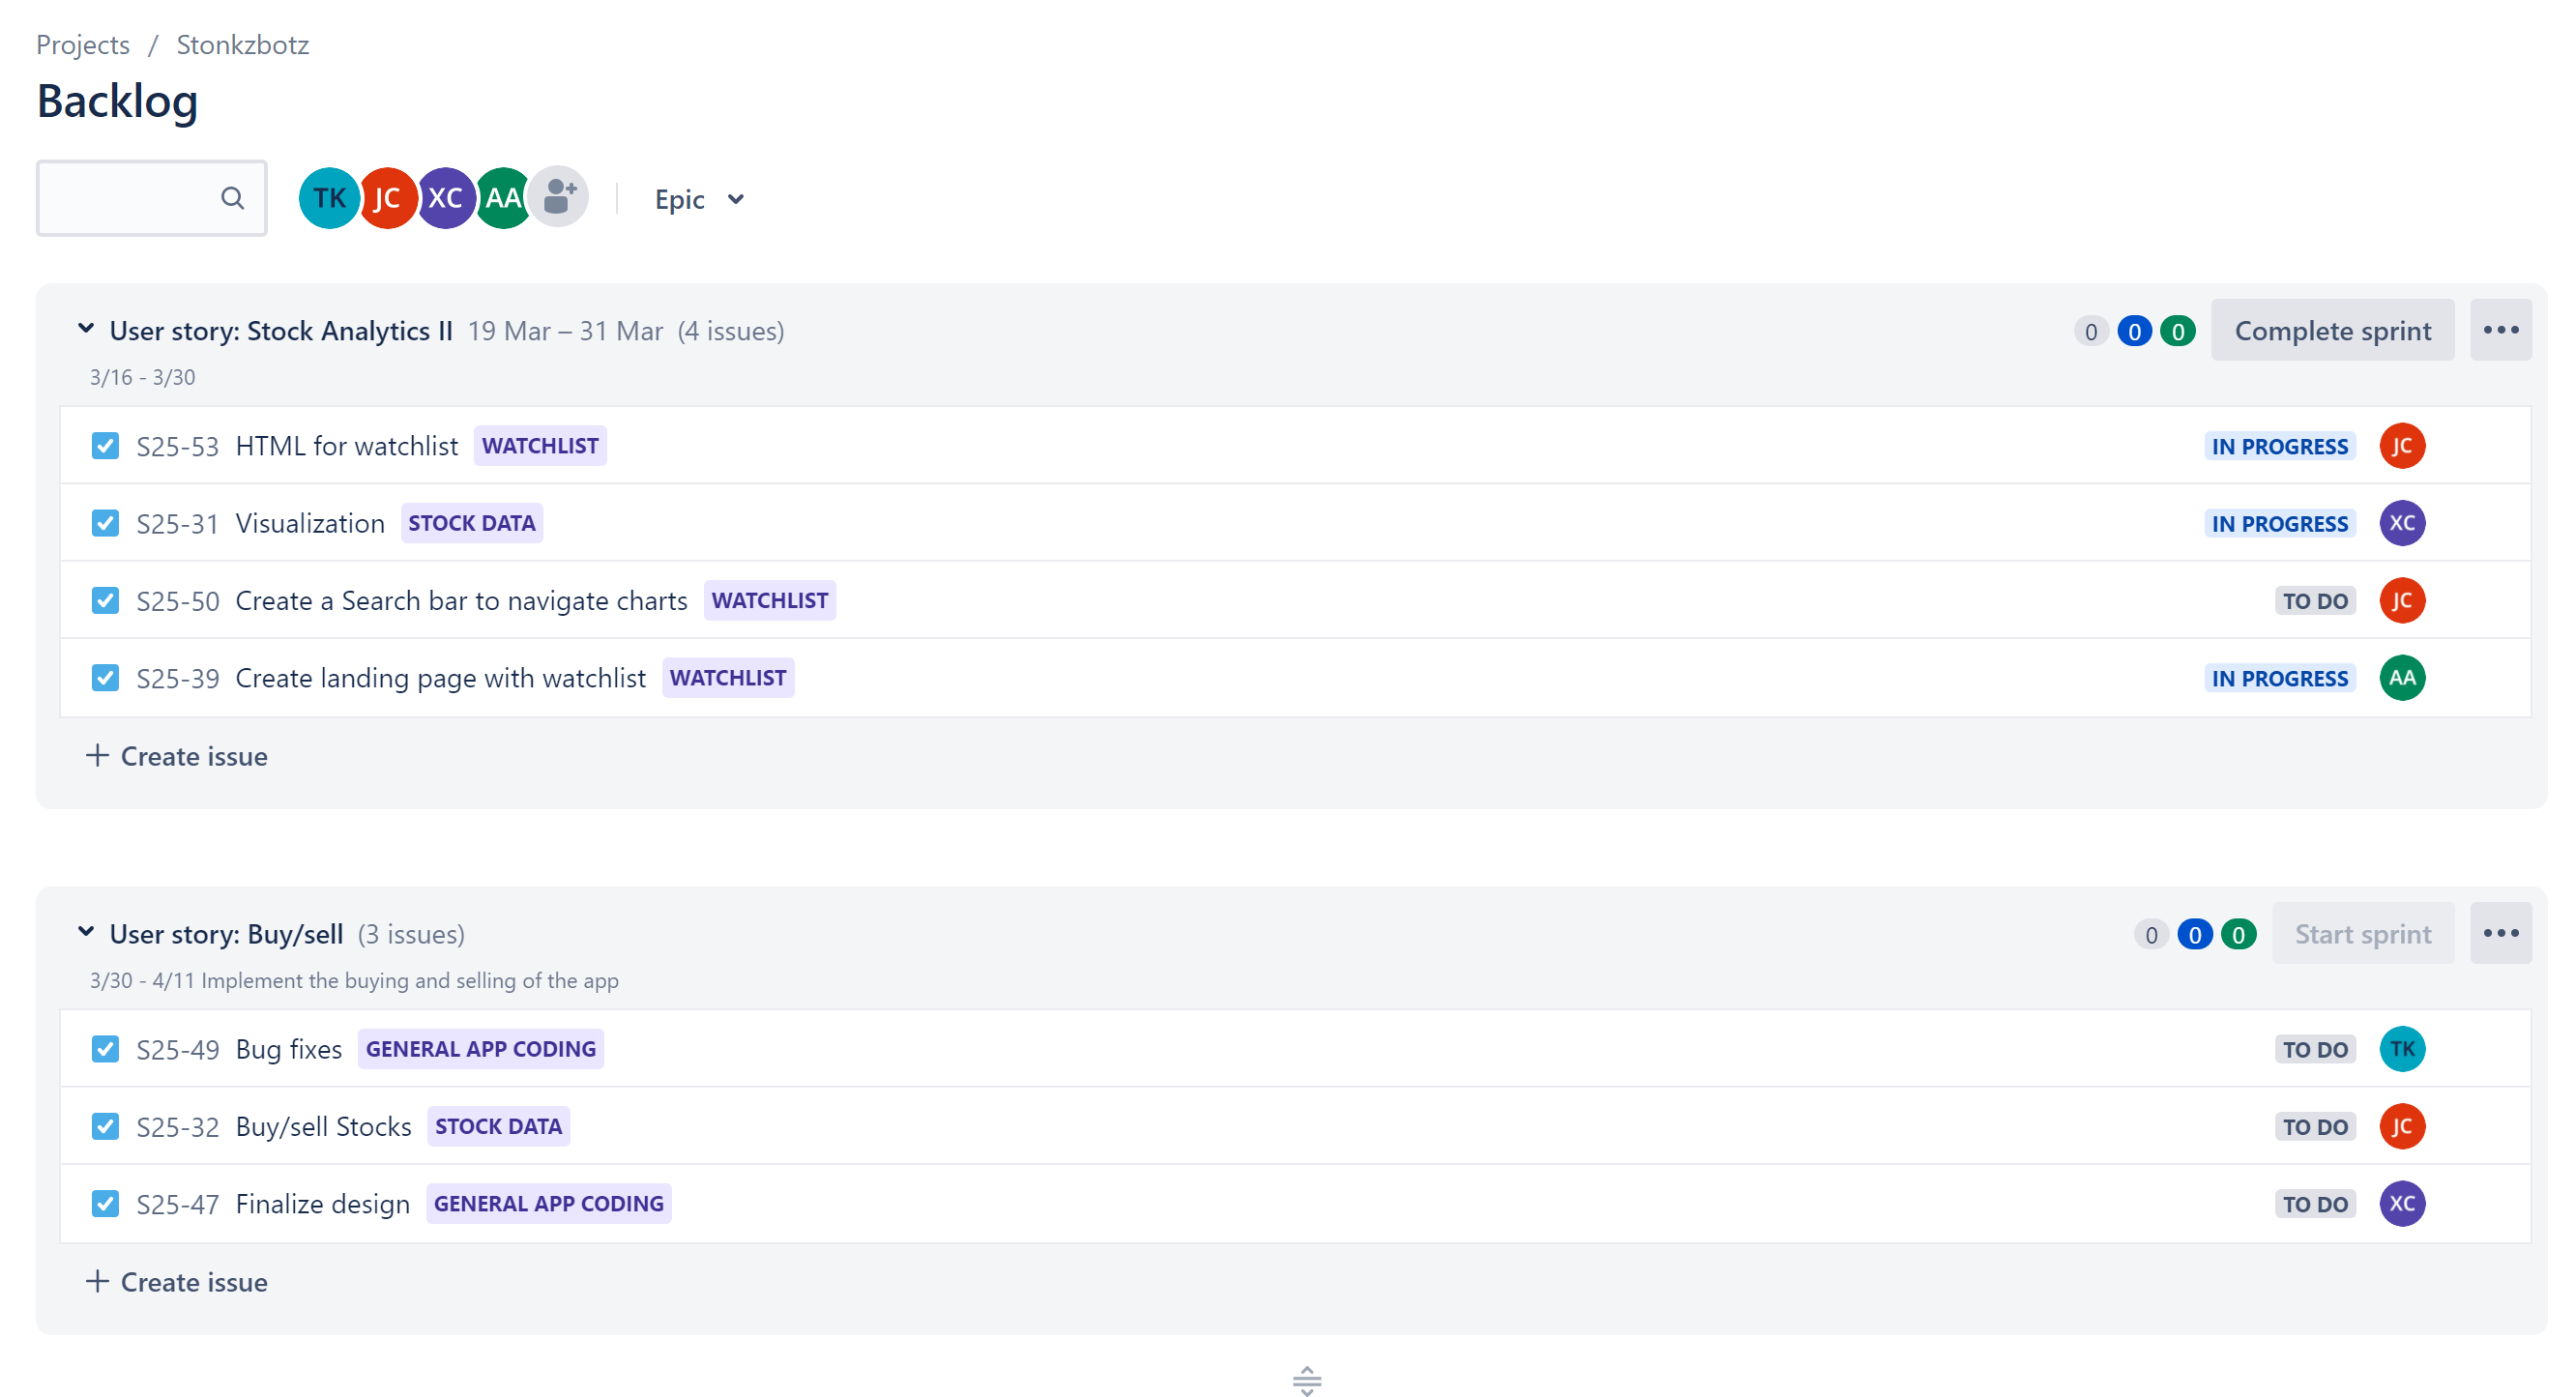 Projects / Stonkzbotz
Backlog
TK JC XC AA Epic
User story: Stock Analytics II 19 Mar – 31 Mar (4 issues) 0 0 0 Complete sprint
3/16 - 3/30
S25-53 HTML for watchlist WATCHLIST IN PROGRESS JC
S25-31 Visualization STOCK DATA IN PROGRESS XC
S25-50 Create a Search bar to navigate charts WATCHLIST TO DO JC
S25-39 Create landing page with watchlist WATCHLIST IN PROGRESS AA
+ Create issue
User story: Buy/sell (3 issues) 0 0 0 Start sprint
3/30 - 4/11 Implement the buying and selling of the app
S25-49 Bug fixes GENERAL APP CODING TO DO TK
S25-32 Buy/sell Stocks STOCK DATA TO DO JC
S25-47 Finalize design GENERAL APP CODING TO DO XC
+ Create issue